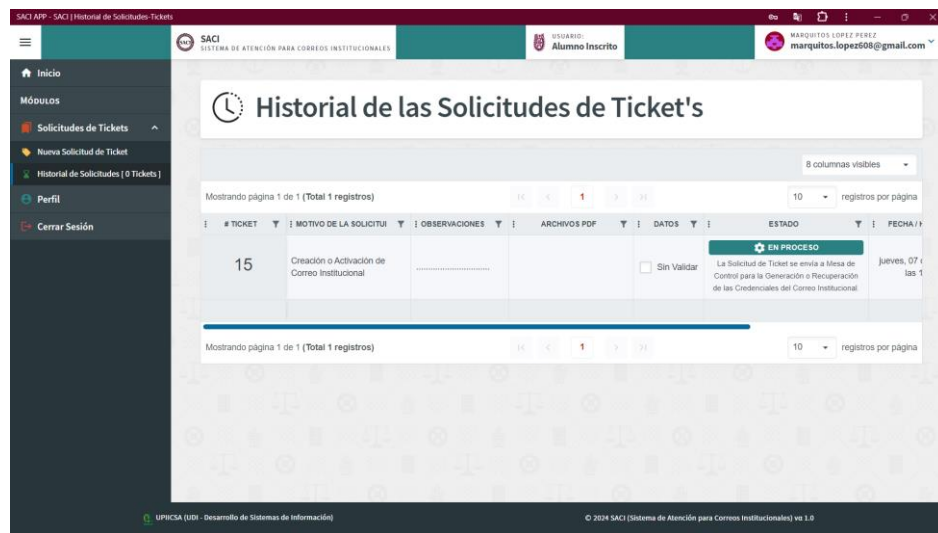 SACI APP - SACI | Historial de Solicitudes-Tickets
SACI
SISTEMA DE ATENCIÓN PARA CORREOS INSTITUCIONALES
USUARIO:
Alumno Inscrito
MARQUITOS LOPEZ PEREZ
marquitos.lopez608@gmail.com
Inicio
MÓDULOS
Solicitudes de Tickets
Nueva Solicitud de Ticket
Historial de Solicitudes [ 0 Tickets ]
Perfil
Cerrar Sesión
Historial de las Solicitudes de Ticket's
8 columnas visibles
Mostrando página 1 de 1 (Total 1 registros)
1
10 registros por página
# TICKET MOTIVO DE LA SOLICITUI OBSERVACIONES ARCHIVOS PDF DATOS ESTADO FECHA/H
15
Creación o Activación de
Correo Institucional
Sin Validar
EN PROCESO
La Solicitud de Ticket se envía a Mesa de
Control para la Generación o Recuperación
de las Credenciales del Correo Institucional.
jueves, 07
las 1
Mostrando página 1 de 1 (Total 1 registros)
1
10 registros por página
UPIICSA (UDI - Desarrollo de Sistemas de Información)
© 2024 SACI (Sistema de Atención para Correos Institucionales) vα 1.0